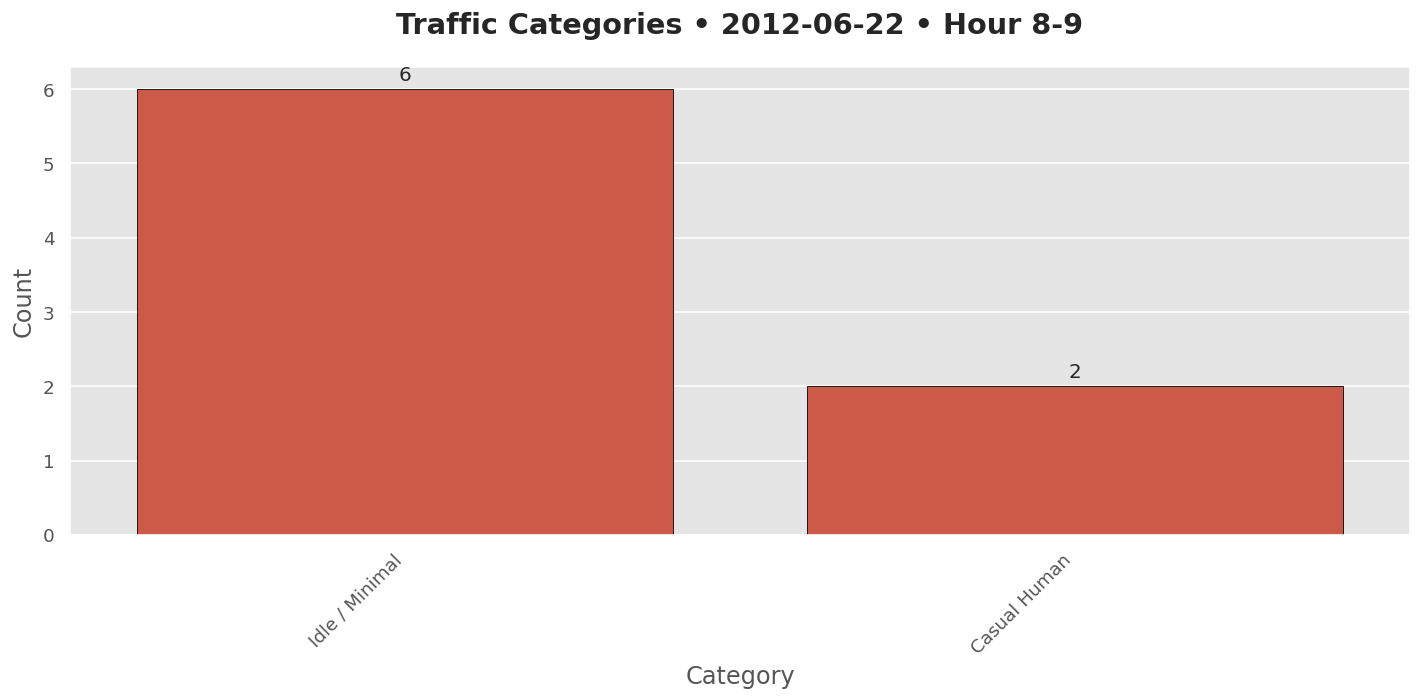 Traffic Categories • 2012-06-22 • Hour 8-9
6
2
6
5
4
3
2
1
0
Count
Idle / Minimal
Casual Human
Category